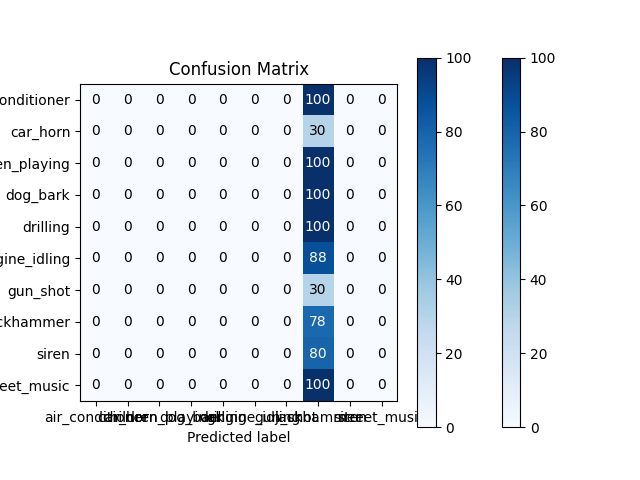 Confusion Matrix
onditioner 0 0 0 0 0 0 0 100 0 0
car_horn 0 0 0 0 0 0 0 30 0 0
en_playing 0 0 0 0 0 0 0 100 0 0
dog_bark 0 0 0 0 0 0 0 100 0 0
drilling 0 0 0 0 0 0 0 100 0 0
gine_idling 0 0 0 0 0 0 0 88 0 0
gun_shot 0 0 0 0 0 0 0 30 0 0
ckhammer 0 0 0 0 0 0 0 78 0 0
siren 0 0 0 0 0 0 0 80 0 0
eet_music 0 0 0 0 0 0 0 100 0 0
Predicted label
100
80
60
40
20
0
100
80
60
40
20
0